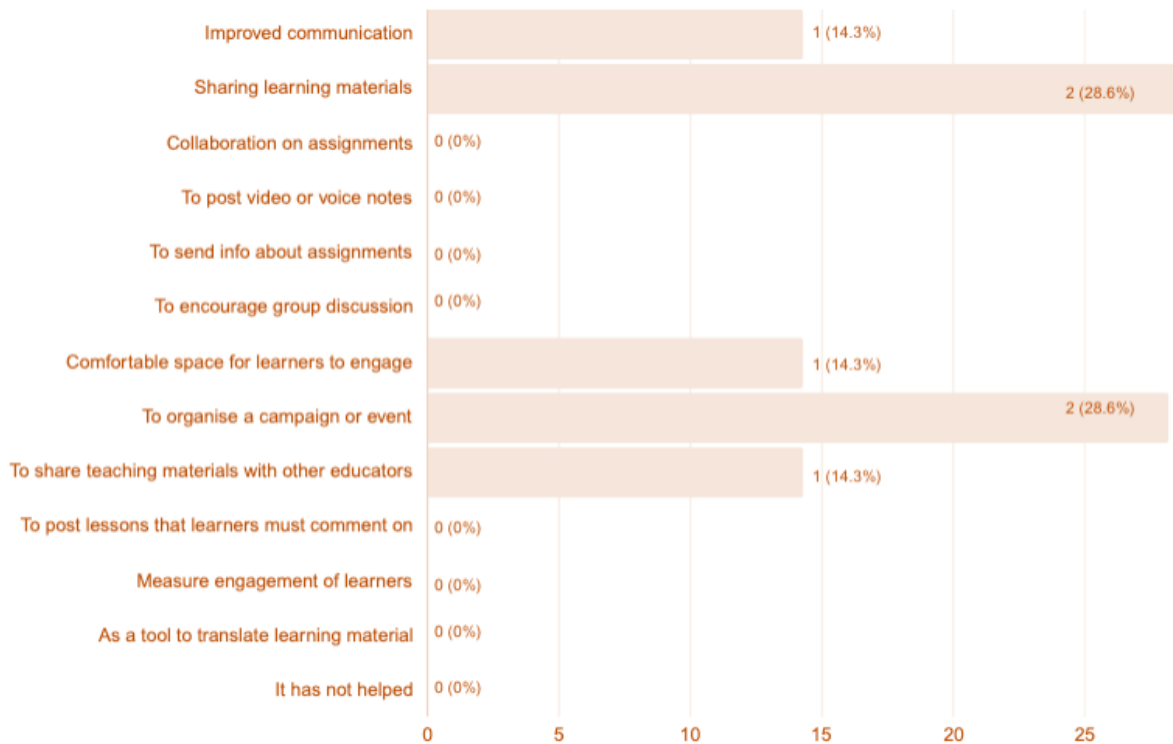 Improved communication 1 (14.3%)
Sharing learning materials 2 (28.6%)
Collaboration on assignments 0 (0%)
To post video or voice notes 0 (0%)
To send info about assignments 0 (0%)
To encourage group discussion 0 (0%)
Comfortable space for learners to engage 1 (14.3%)
To organise a campaign or event 2 (28.6%)
To share teaching materials with other educators 1 (14.3%)
To post lessons that learners must comment on 0 (0%)
Measure engagement of learners 0 (0%)
As a tool to translate learning material 0 (0%)
It has not helped 0 (0%)
0 5 10 15 20 25